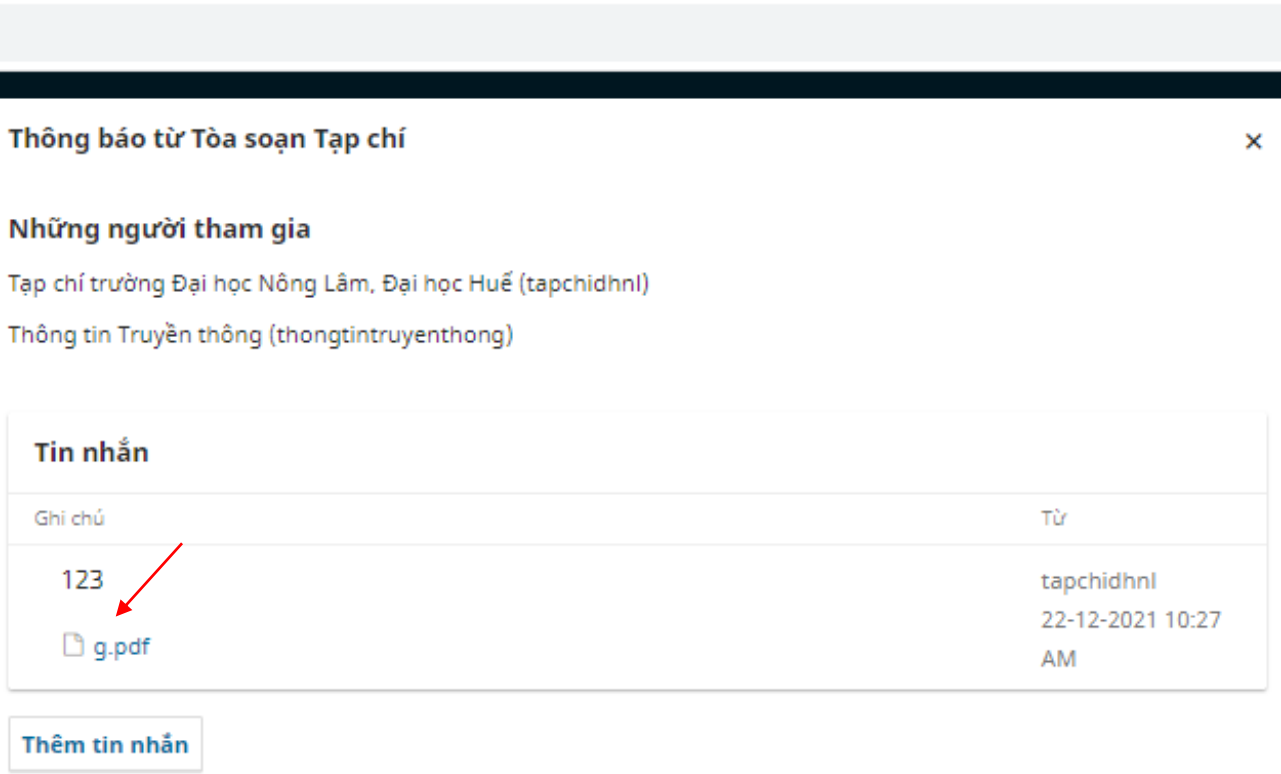 Thông báo từ Tòa soạn Tạp chí
Những người tham gia
Tạp chí trường Đại học Nông Lâm, Đại học Huế (tapchidhnl)
Thông tin Truyền thông (thongtintruyenthong)
Tin nhắn
Ghi chú
Từ
123
tapchidhnl
22-12-2021 10:27
AM
g.pdf
Thêm tin nhắn